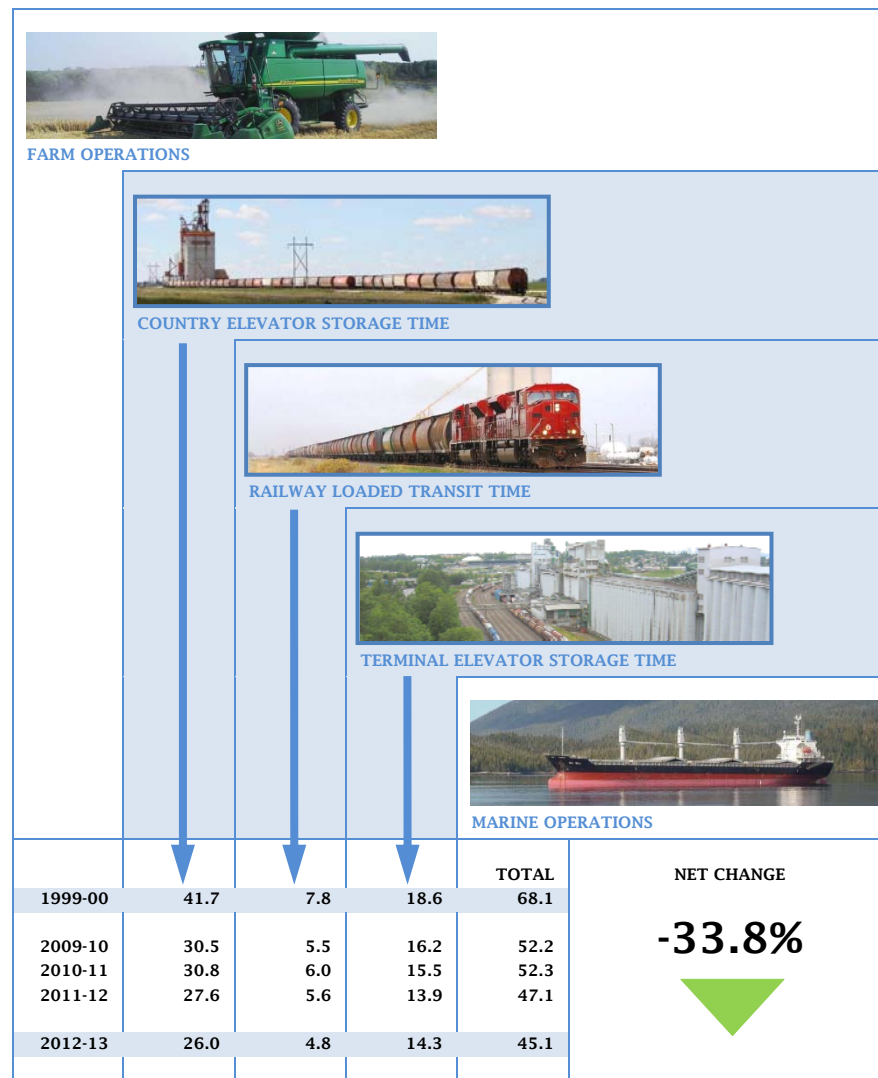 FARM OPERATIONS
COUNTRY ELEVATOR STORAGE TIME
RAILWAY LOADED TRANSIT TIME
TERMINAL ELEVATOR STORAGE TIME
MARINE OPERATIONS
TOTAL NET CHANGE
1999-00 41.7 7.8 18.6 68.1
-33.8%
2009-10 30.5 5.5 16.2 52.2
2010-11 30.8 6.0 15.5 52.3
2011-12 27.6 5.6 13.9 47.1
2012-13 26.0 4.8 14.3 45.1